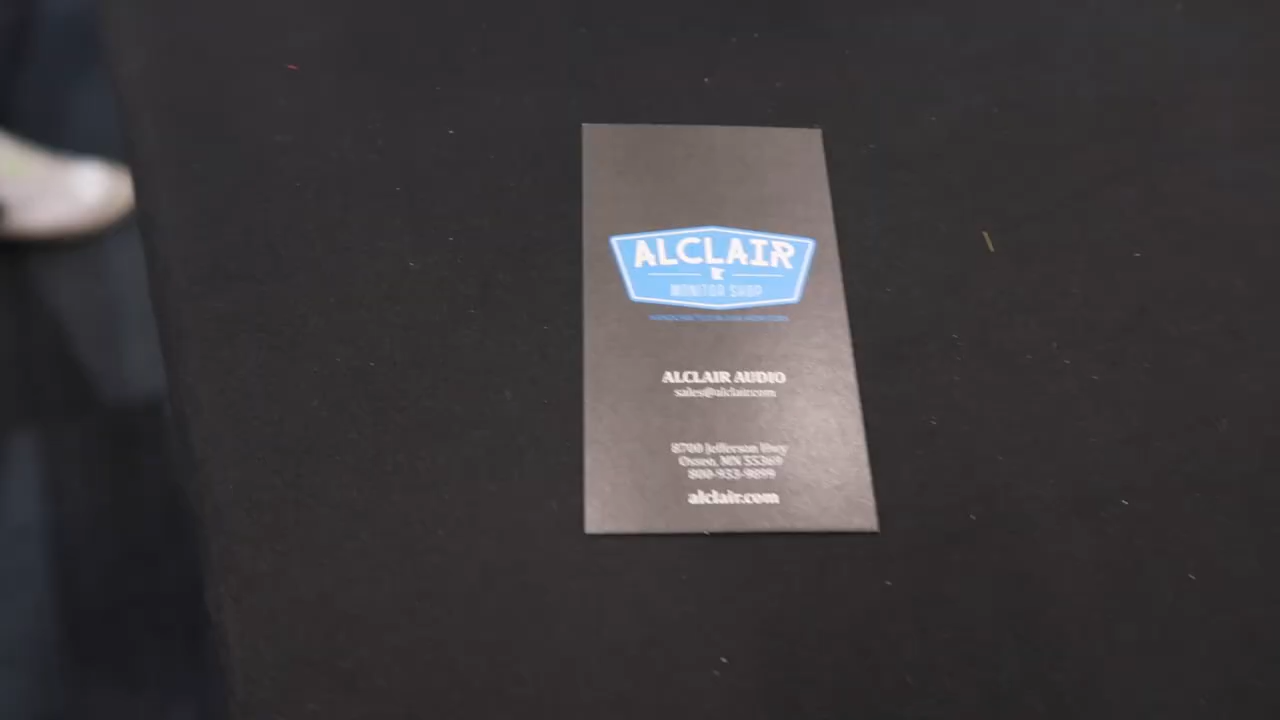 ALCLAIR
MONITOR SHOP
ALCLAIR AUDIO
sales@alclair.com
8700 Jefferson Hwy
Osseo, MN 55369
800-933-9899
alclair.com